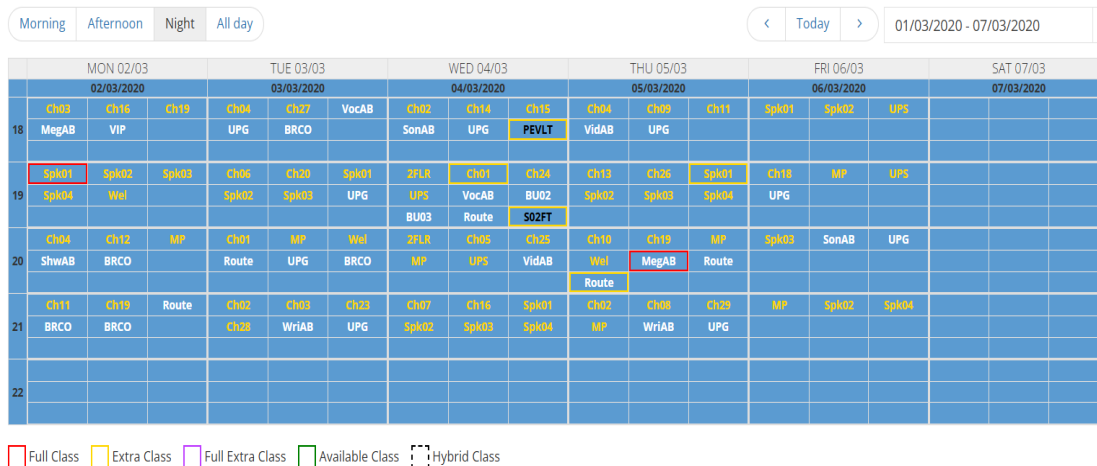 Morning Afternoon Night All day Today 01/03/2020 - 07/03/2020
MON 02/03 TUE 03/03 WED 04/03 THU 05/03 FRI 06/03 SAT 07/03
02/03/2020 03/03/2020 04/03/2020 05/03/2020 06/03/2020 07/03/2020
Ch03 Ch16 Ch19 Ch04 Ch27 VocAB Ch02 Ch14 Ch15 Ch04 Ch09 Ch11 Spk01 Spk02 UPS
18 MegAB VIP UPG BRCO SonAB UPG PEVLT VidAB UPG
Spk01 Spk02 Spk03 Ch06 Ch20 Spk01 2FLR Ch01 Ch24 Ch13 Ch26 Spk01 Ch18 MP UPS
19 Spk04 Wel Spk02 Spk03 UPG UPS VocAB BU02 Spk02 Spk03 Spk04 UPG
BU03 Route S02FT
Ch04 Ch12 MP Ch01 MP Wel 2FLR Ch05 Ch25 Ch10 Ch19 MP Spk03 SonAB UPG
20 ShwAB BRCO Route UPG BRCO MP UPS VidAB Wel MegAB Route
Route
Ch11 Ch19 Route Ch02 Ch03 Ch23 Ch07 Ch16 Spk01 Ch02 Ch08 Ch29 MP Spk02 Spk04
21 BRCO BRCO Ch28 WriAB UPG Spk02 Spk03 Spk04 MP WriAB UPG
22
Full Class Extra Class Full Extra Class Available Class Hybrid Class